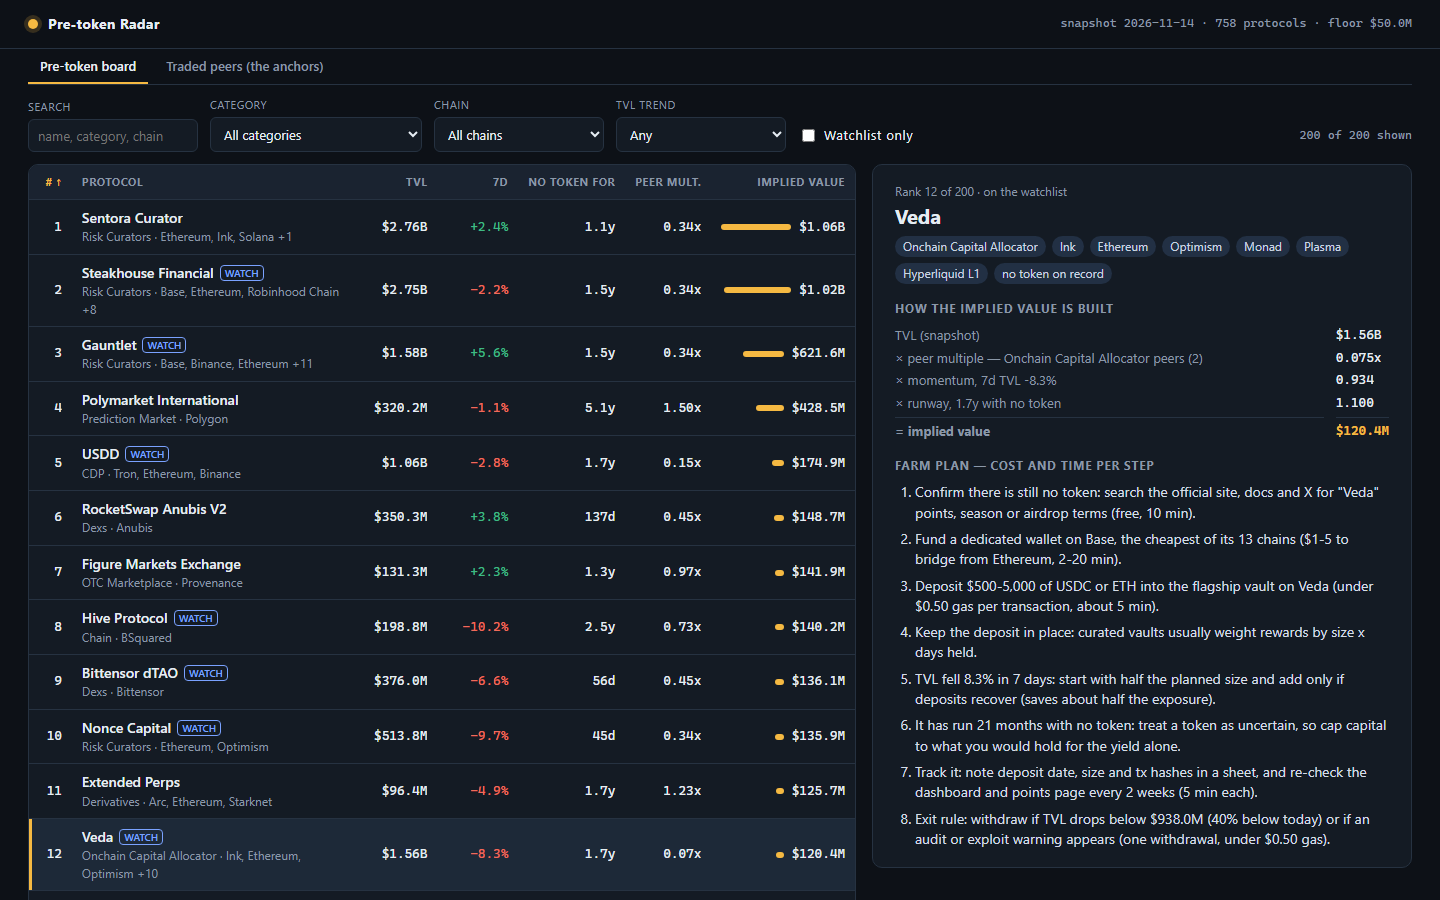 Pre-token Radar
snapshot 2026-11-14 · 758 protocols · floor $50.0M
Pre-token board
Traded peers (the anchors)
SEARCH
CATEGORY
CHAIN
TVL TREND
name, category, chain
All categories
All chains
Any
Watchlist only
200 of 200 shown
# ↑ PROTOCOL TVL 7D NO TOKEN FOR PEER MULT. IMPLIED VALUE
1 Sentora Curator $2.76B +2.4% 1.1y 0.34x $1.06B
Risk Curators · Ethereum, Ink, Solana +1
2 Steakhouse Financial WATCH $2.75B −2.2% 1.5y 0.34x $1.02B
Risk Curators · Base, Ethereum, Robinhood Chain
+8
3 Gauntlet WATCH $1.58B +5.6% 1.5y 0.34x $621.6M
Risk Curators · Base, Binance, Ethereum +11
4 Polymarket International $320.2M −1.1% 5.1y 1.50x $428.5M
Prediction Market · Polygon
5 USDD WATCH $1.06B −2.8% 1.7y 0.15x $174.9M
CDP · Tron, Ethereum, Binance
6 RocketSwap Anubis V2 $350.3M +3.8% 137d 0.45x $148.7M
Dexs · Anubis
7 Figure Markets Exchange $131.3M +2.3% 1.3y 0.97x $141.9M
OTC Marketplace · Provenance
8 Hive Protocol WATCH $198.8M −10.2% 2.5y 0.73x $140.2M
Chain · BSquared
9 Bittensor dTAO WATCH $376.0M −6.6% 56d 0.45x $136.1M
Dexs · Bittensor
10 Nonce Capital WATCH $513.8M −9.7% 45d 0.34x $135.9M
Risk Curators · Ethereum, Optimism
11 Extended Perps $96.4M −4.9% 1.7y 1.23x $125.7M
Derivatives · Arc, Ethereum, Starknet
12 Veda WATCH $1.56B −8.3% 1.7y 0.07x $120.4M
Onchain Capital Allocator · Ink, Ethereum,
Optimism +10
Rank 12 of 200 · on the watchlist
Veda
Onchain Capital Allocator Ink Ethereum Optimism Monad Plasma
Hyperliquid L1 no token on record
HOW THE IMPLIED VALUE IS BUILT
TVL (snapshot) $1.56B
× peer multiple — Onchain Capital Allocator peers (2) 0.075x
× momentum, 7d TVL -8.3% 0.934
× runway, 1.7y with no token 1.100
= implied value $120.4M
FARM PLAN — COST AND TIME PER STEP
1. Confirm there is still no token: search the official site, docs and X for "Veda"
points, season or airdrop terms (free, 10 min).
2. Fund a dedicated wallet on Base, the cheapest of its 13 chains ($1-5 to
bridge from Ethereum, 2-20 min).
3. Deposit $500-5,000 of USDC or ETH into the flagship vault on Veda (under
$0.50 gas per transaction, about 5 min).
4. Keep the deposit in place: curated vaults usually weight rewards by size x
days held.
5. TVL fell 8.3% in 7 days: start with half the planned size and add only if
deposits recover (saves about half the exposure).
6. It has run 21 months with no token: treat a token as uncertain, so cap capital
to what you would hold for the yield alone.
7. Track it: note deposit date, size and tx hashes in a sheet, and re-check the
dashboard and points page every 2 weeks (5 min each).
8. Exit rule: withdraw if TVL drops below $938.0M (40% below today) or if an
audit or exploit warning appears (one withdrawal, under $0.50 gas).